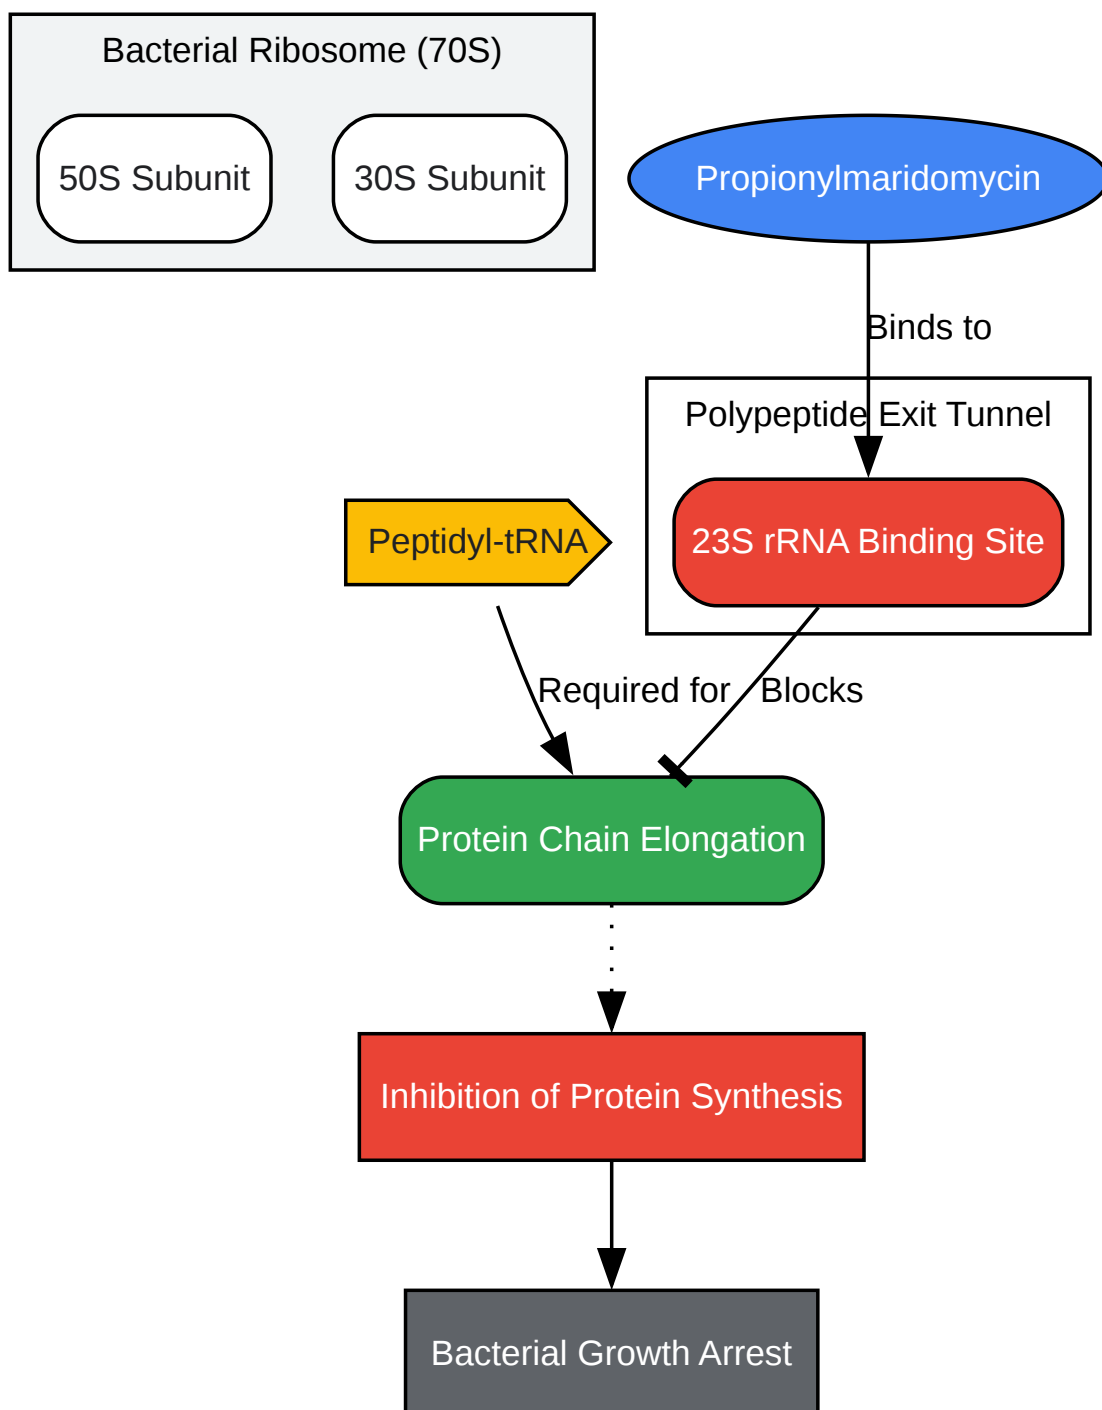 Bacterial Ribosome (70S)
50S Subunit
30S Subunit
Propionylmaridomycin
Binds to
Polypeptide Exit Tunnel
23S rRNA Binding Site
Peptidyl-tRNA
Required for
Blocks
Protein Chain Elongation
Inhibition of Protein Synthesis
Bacterial Growth Arrest